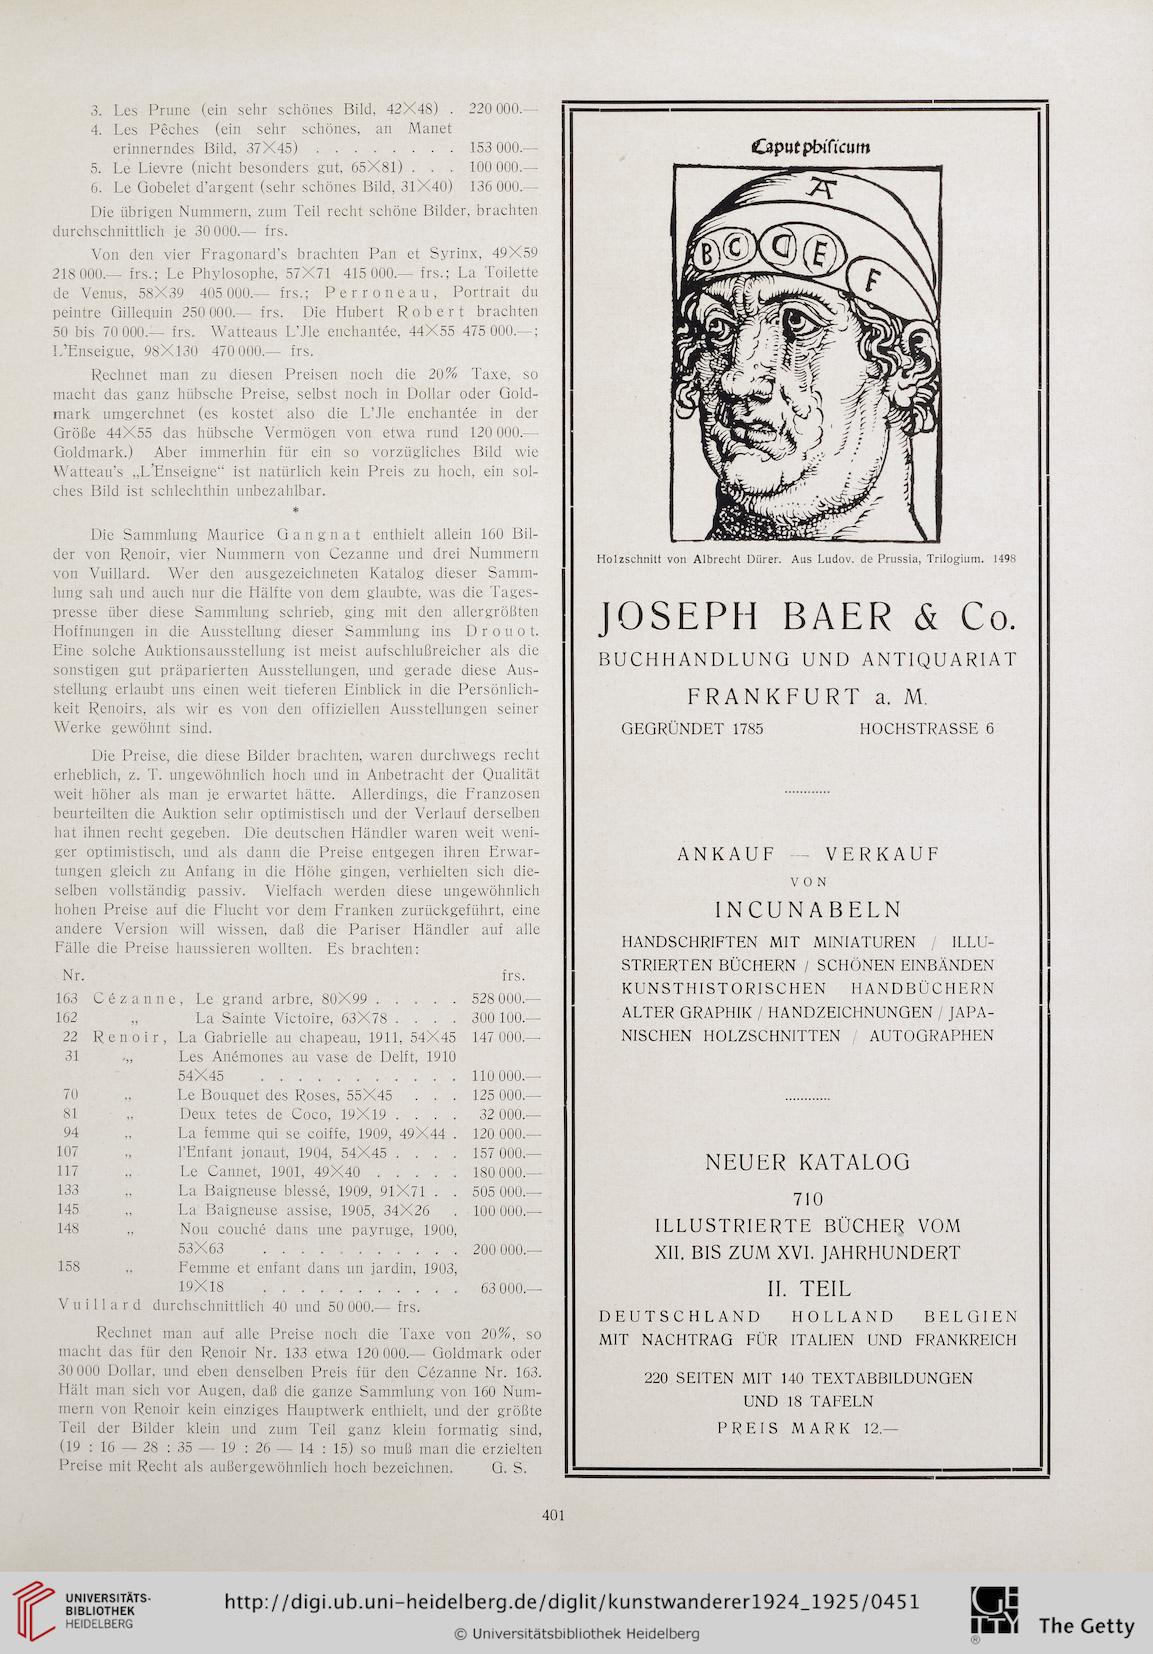 3. Les Prune (ein sehr schönes Bild, 42×48) . 220 000.—
4. Les Pêches (ein sehr schönes, an Manet
erinnerndes Bild, 37×45) . . . . . . . . 153 000.—
5. Le Lievre (nicht besonders gut, 65×81) . . . 100 000.—
6. Le Gobelet d'argent (sehr schönes Bild, 31×40) 136 000.—
Die übrigen Nummern, zum Teil recht schöne Bilder, brachten
durchschnittlich je 30 000.— frs.
Von den vier Fragonard's brachten Pan et Syrinx, 49×59
218 000.— frs.; Le Phylosophe, 57×71 415 000.— frs.; La Toilette
de Venus, 58×39 405 000.— frs.; Perroneau, Portrait du
peintre Gillequin 250 000.— frs. Die Hubert Robert brachten
50 bis 70 000.— frs. Watteaus L'Jle enchantée, 44×55 475 000.—;
L'Enseigue, 98×130 470 000.— frs.
Rechnet man zu diesen Preisen noch die 20% Taxe, so
macht das ganz hübsche Preise, selbst noch in Dollar oder Gold-
mark umgerchnet (es kostet also die L'Jle enchantée in der
Größe 44×55 das hübsche Vermögen von etwa rund 120 000.—
Goldmark.) Aber immerhin für ein so vorzügliches Bild wie
Watteau's „L'Enseigne“ ist natürlich kein Preis zu hoch, ein sol-
ches Bild ist schlechthin unbezahlbar.
*
Die Sammlung Maurice Gangnat enthielt allein 160 Bil-
der von Renoir, vier Nummern von Cezanne und drei Nummern
von Vuillard. Wer den ausgezeichneten Katalog dieser Samm-
lung sah und auch nur die Hälfte von dem glaubte, was die Tages-
presse über diese Sammlung schrieb, ging mit den allergrößten
Hoffnungen in die Ausstellung dieser Sammlung ins Drouot.
Eine solche Auktionsausstellung ist meist aufschlußreicher als die
sonstigen gut präparierten Ausstellungen, und gerade diese Aus-
stellung erlaubt uns einen weit tieferen Einblick in die Persönlich-
keit Renoirs, als wir es von den offiziellen Ausstellungen seiner
Werke gewöhnt sind.
Die Preise, die diese Bilder brachten, waren durchwegs recht
erheblich, z. T. ungewöhnlich hoch und in Anbetracht der Qualität
weit höher als man je erwartet hätte. Allerdings, die Franzosen
beurteilten die Auktion sehr optimistisch und der Verlauf derselben
hat ihnen recht gegeben. Die deutschen Händler waren weit weni-
ger optimistisch, und als dann die Preise entgegen ihren Erwar-
tungen gleich zu Anfang in die Höhe gingen, verhielten sich die-
selben vollständig passiv. Vielfach werden diese ungewöhnlich
hohen Preise auf die Flucht vor dem Franken zurückgeführt, eine
andere Version will wissen, daß die Pariser Händler auf alle
Fälle die Preise haussieren wollten. Es brachten:
Nr. frs.
163 Cézanne, Le grand arbre, 80×99 . . . . . 528 000.—
162 „ La Sainte Victoire, 63×78 . . . . 300 100.—
22 Renoir, La Gabrielle au chapeau, 1911, 54×45 147 000.—
31 „ Les Anémones au vase de Delft, 1910
54×45 . . . . . . . . . . . 110 000.—
70 „ Le Bouquet des Roses, 55×45 . . . 125 000.—
81 „ Deux tetes de Coco, 19×19 . . . . 32 000.—
94 „ La femme qui se coiffe, 1909, 49×44 . 120 000.—
107 „ l'Enfant jonaut, 1904, 54×45 . . . . 157 000.—
117 „ Le Cannet, 1901, 49×40 . . . . . 180 000.—
133 „ La Baigneuse blessé, 1909, 91×71 . . 505 000.—
145 „ La Baigneuse assise, 1905, 34×26 . 100 000.—
148 „ Nou couché dans une payruge, 1900,
53×63 . . . . . . . . . . . 200 000.—
158 „ Femme et enfant dans un jardin, 1903,
19×18 . . . . . . . . . . . 63 000.—
Vuillard durchschnittlich 40 und 50 000.— frs.
Rechnet man auf alle Preise noch die Taxe von 20%, so
macht das für den Renoir Nr. 133 etwa 120 000.— Goldmark oder
30 000 Dollar, und eben denselben Preis für den Cézanne Nr. 163.
Hält man sich vor Augen, daß die ganze Sammlung von 160 Num-
mern von Renoir kein einziges Hauptwerk enthielt, und der größte
Teil der Bilder klein und zum Teil ganz klein formatig sind,
(19 : 16 — 28 : 35 — 19 : 26 — 14 : 15) so muß man die erzielten
Preise mit Recht als außergewöhnlich hoch bezeichnen. G. S.
Caput phisicum
A
B C D E F
Holzschnitt von Albrecht Dürer. Aus Ludov. de Prussia, Trilogium. 1498
JOSEPH BAER & Co.
BUCHHANDLUNG UND ANTIQUARIAT
FRANKFURT a. M.
GEGRÜNDET 1785 HOCHSTRASSE 6
............
ANKAUF — VERKAUF
VON
INCUNABELN
HANDSCHRIFTEN MIT MINIATUREN / ILLU-
STRIERTEN BÜCHERN / SCHÖNEN EINBÄNDEN
KUNSTHISTORISCHEN HANDBÜCHERN
ALTER GRAPHIK / HANDZEICHNUNGEN / JAPA-
NISCHEN HOLZSCHNITTEN / AUTOGRAPHEN
............
NEUER KATALOG
710
ILLUSTRIERTE BÜCHER VOM
XII. BIS ZUM XVI. JAHRHUNDERT
II. TEIL
DEUTSCHLAND HOLLAND BELGIEN
MIT NACHTRAG FÜR ITALIEN UND FRANKREICH
220 SEITEN MIT 140 TEXTABBILDUNGEN
UND 18 TAFELN
PREIS MARK 12.—
401
UNIVERSITÄTS-
BIBLIOTHEK
HEIDELBERG
http://digi.ub.uni-heidelberg.de/diglit/kunstwanderer1924_1925/0451
© Universitätsbibliothek Heidelberg
GETTY
®
The Getty